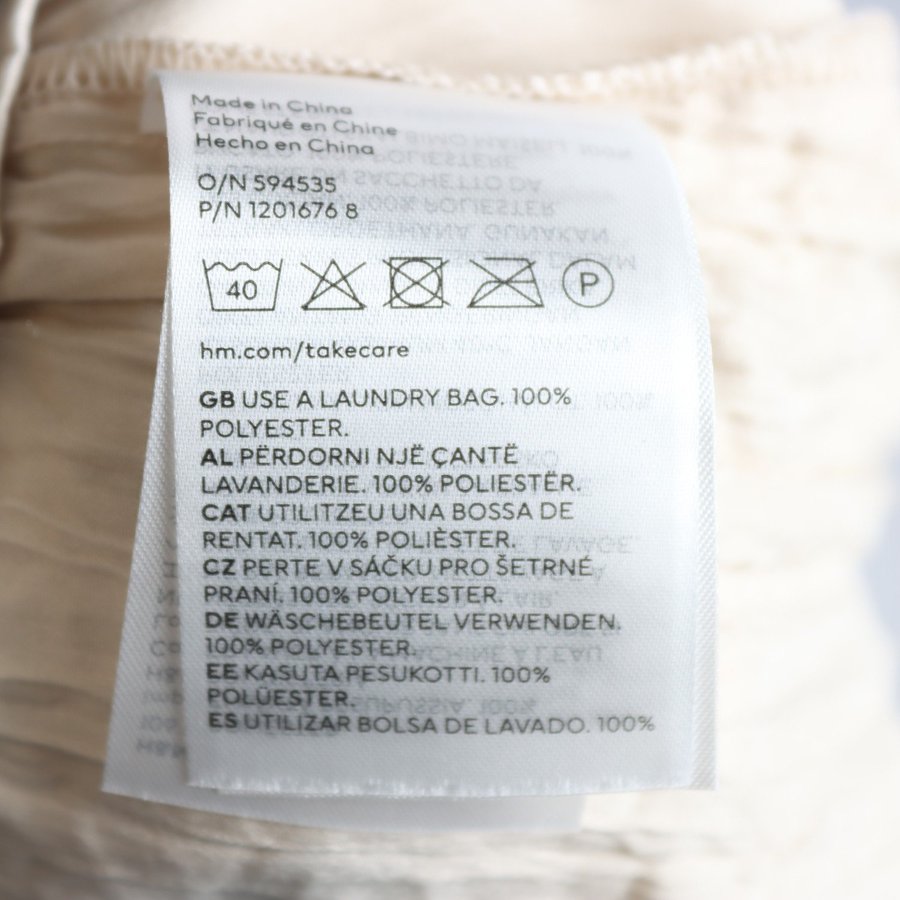 Made in China
Fabriqué en Chine
Hecho en China
O/N 594535
P/N 1201676 8
40
P
hm.com/takecare
GB USE A LAUNDRY BAG. 100%
POLYESTER.
AL PËRDORNI NJË ÇANTË
LAVANDERIE. 100% POLIESTËR.
CAT UTILITZEU UNA BOSSA DE
RENTAT. 100% POLIÈSTER.
CZ PERTE V SÁČKU PRO ŠETRNÉ
PRANÍ. 100% POLYESTER.
DE WÄSCHEBEUTEL VERWENDEN.
100% POLYESTER.
EE KASUTA PESUKOTTI. 100%
POLÜESTER.
ES UTILIZAR BOLSA DE LAVADO. 100%